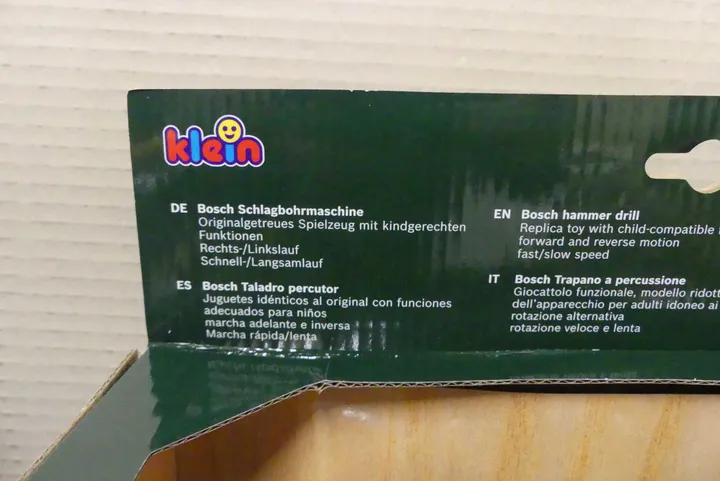 klein
DE Bosch Schlagbohrmaschine
Originalgetreues Spielzeug mit kindgerechten
Funktionen
Rechts-/Linkslauf
Schnell-/Langsamlauf
ES Bosch Taladro percutor
Juguetes idénticos al original con funciones
adecuados para niños
marcha adelante e inversa
Marcha rápida/lenta
EN Bosch hammer drill
Replica toy with child-compatible
forward and reverse motion
fast/slow speed
IT Bosch Trapano a percussione
Giocattolo funzionale, modello ridott
dell'apparecchio per adulti idoneo ai
rotazione alternativa
rotazione veloce e lenta